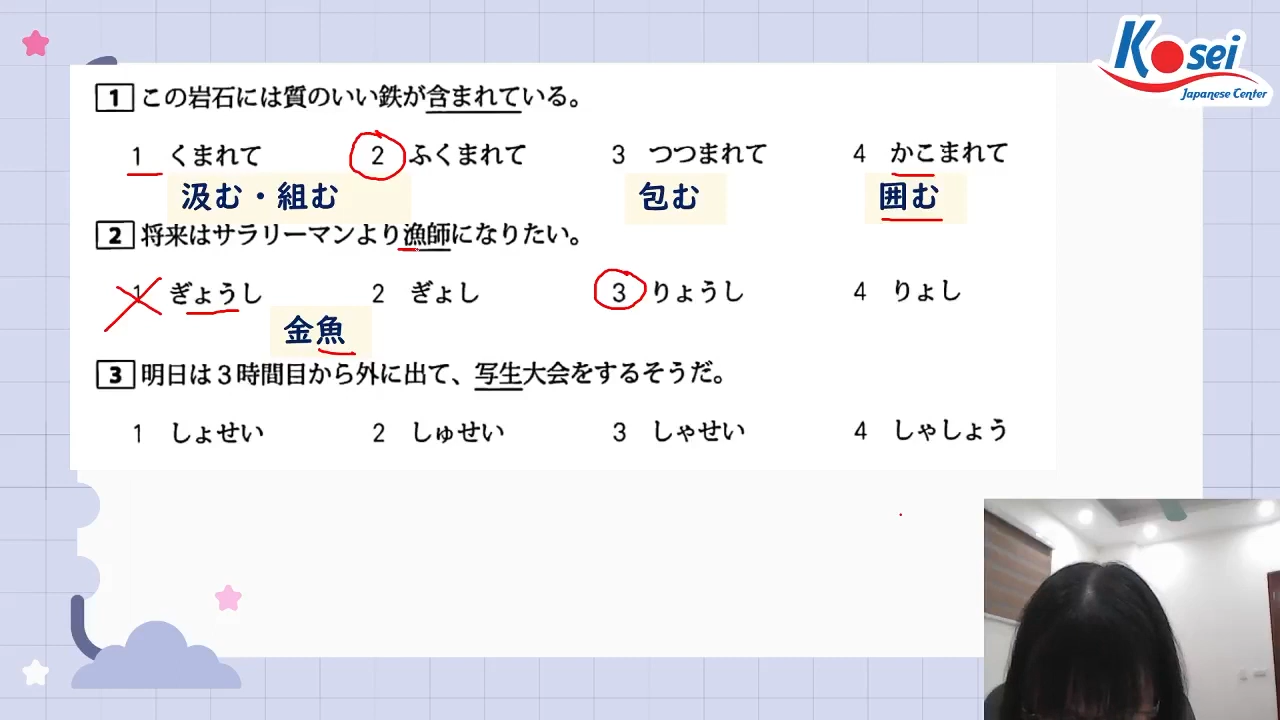 Kosei
Japanese Center
1 この岩石には質のいい鉄が含まれている。
1 くまれて 2 ふくまれて 3 つつまれて 4 かこまれて
汲む・組む 包む 囲む
2 将来はサラリーマンより漁師になりたい。
1 ぎょうし 2 ぎょし 3 りょうし 4 りょし
金魚
3 明日は3時間目から外に出て、写生大会をするそうだ。
1 しょせい 2 しゅせい 3 しゃせい 4 しゃしょう